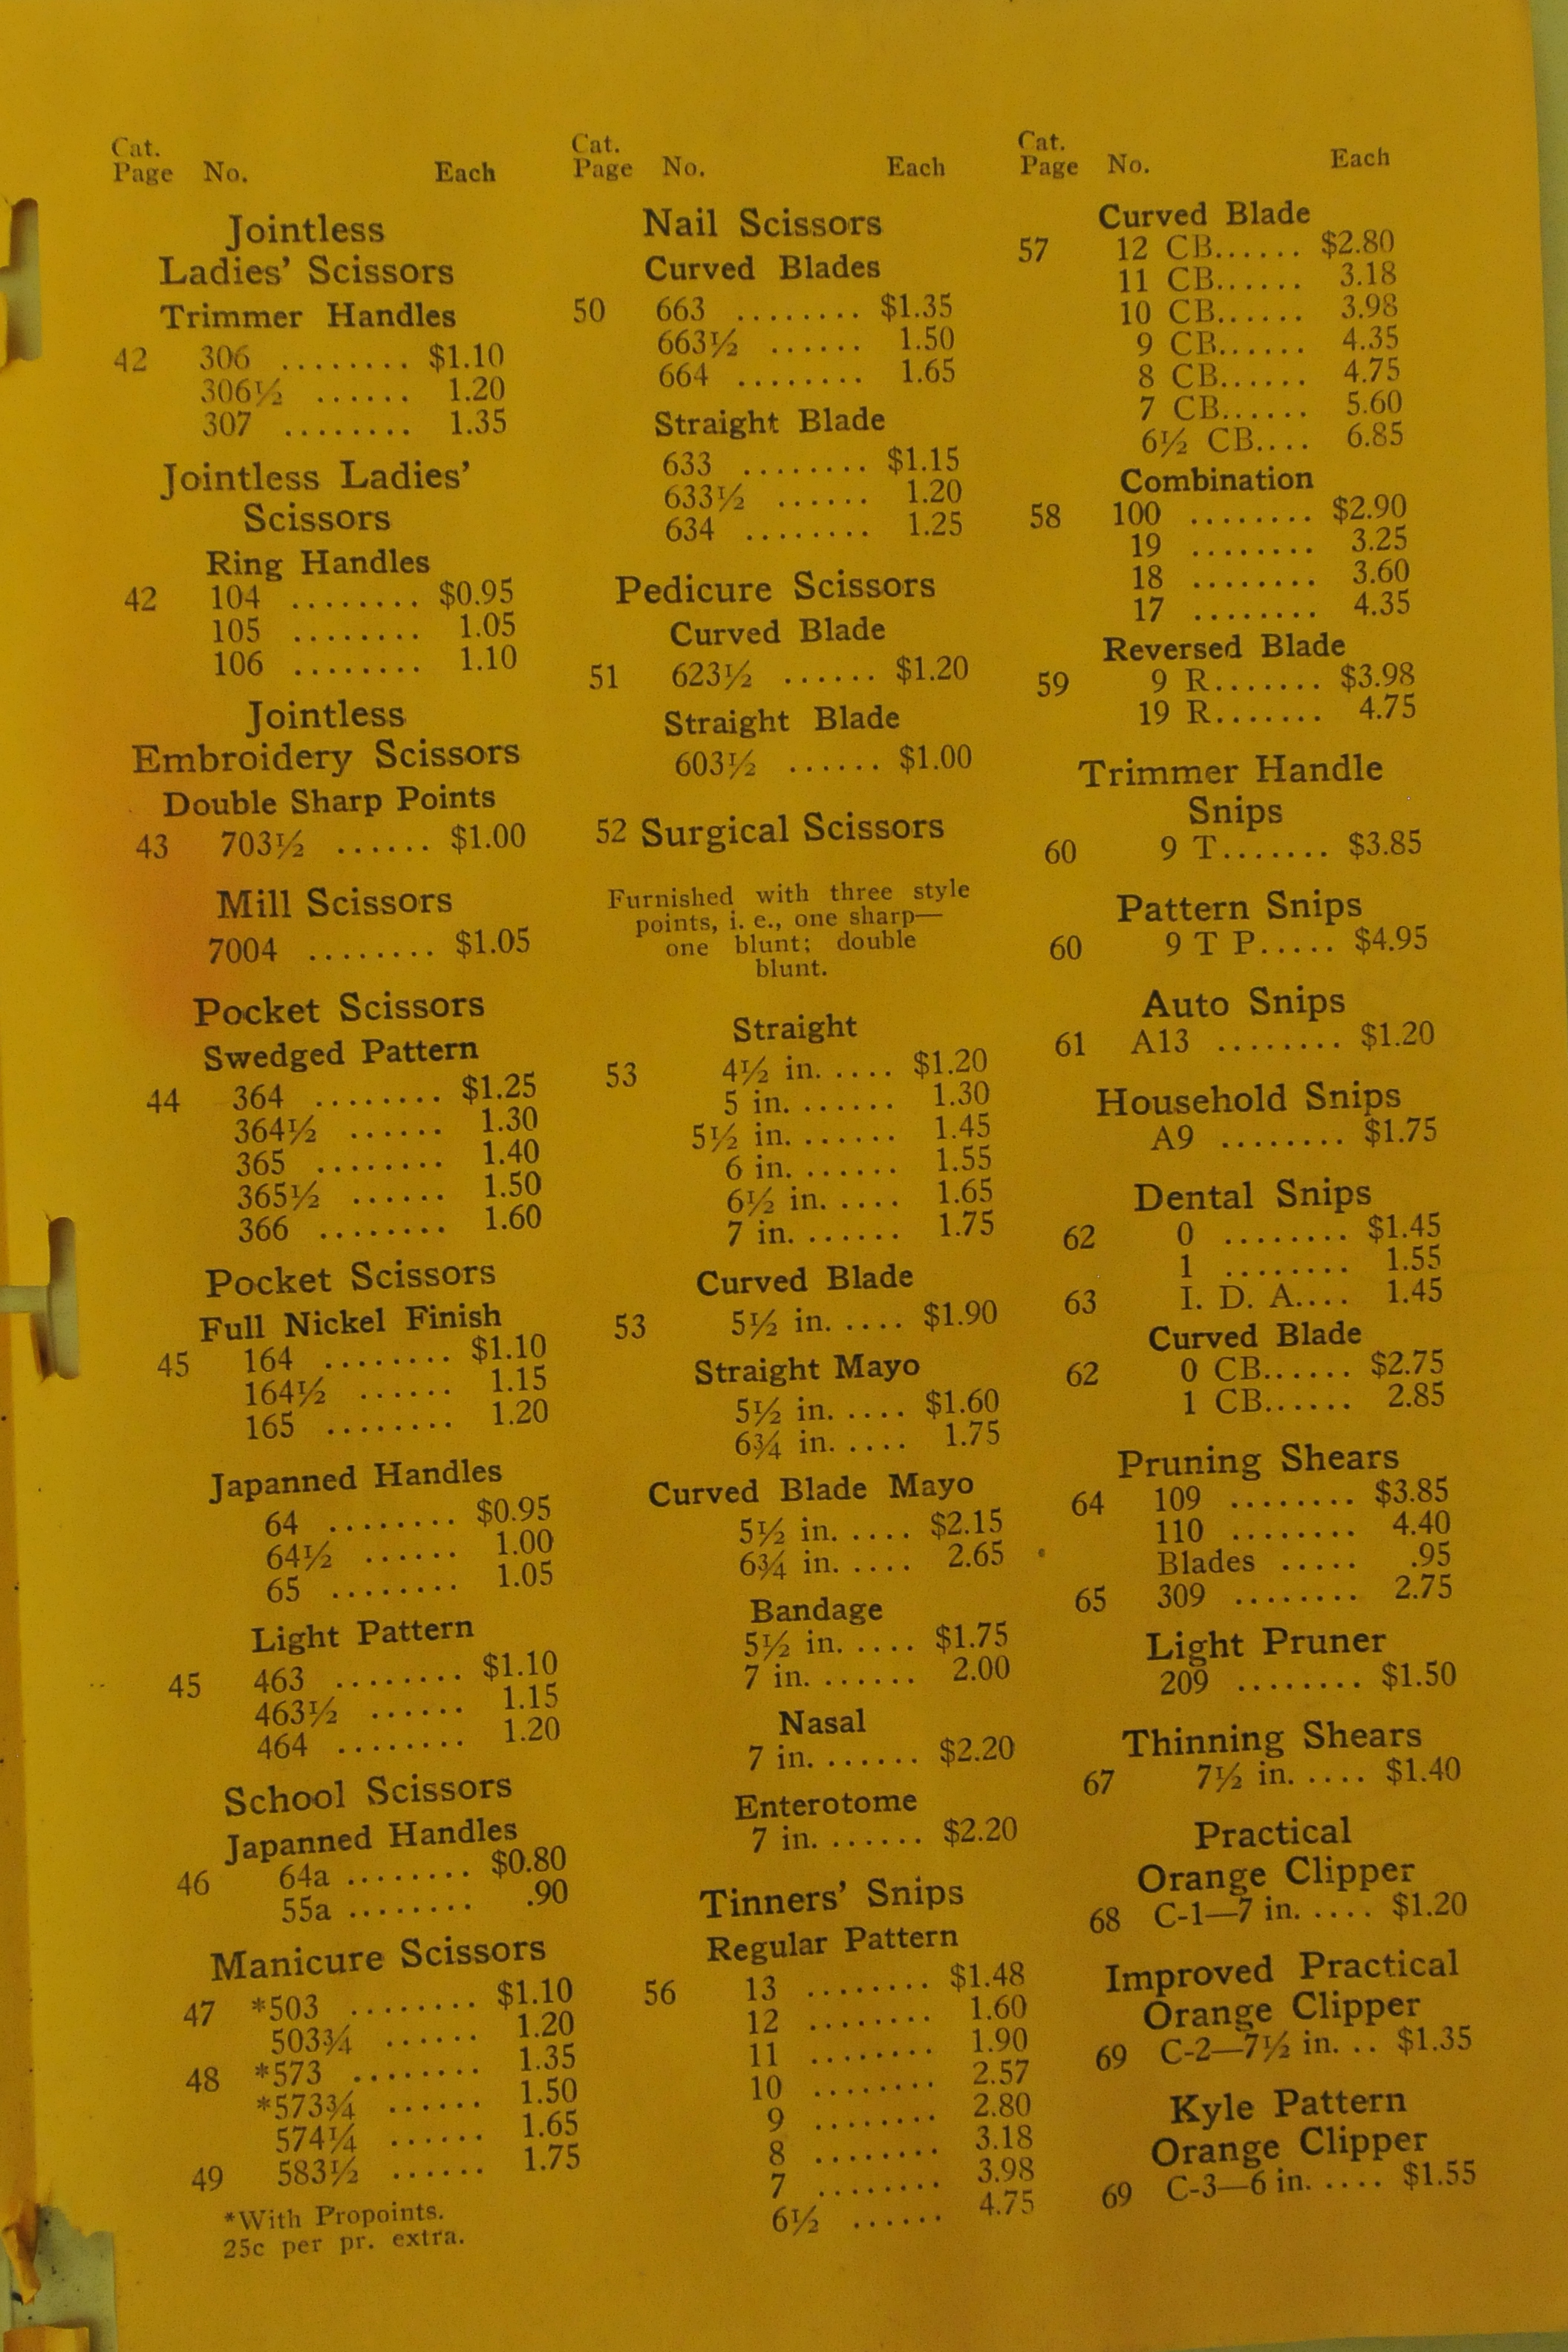 Cat.
Page No. Each
Jointless
Ladies' Scissors
Trimmer Handles
42 306 ........ $1.10
306½ ...... 1.20
307 ........ 1.35
Jointless Ladies'
Scissors
Ring Handles
42 104 ........ $0.95
105 ........ 1.05
106 ........ 1.10
Jointless
Embroidery Scissors
Double Sharp Points
43 703½ ...... $1.00
Mill Scissors
7004 ........ $1.05
Pocket Scissors
Swedged Pattern
44 364 ........ $1.25
364½ ...... 1.30
365 ........ 1.40
365½ ...... 1.50
366 ........ 1.60
Pocket Scissors
Full Nickel Finish
45 164 ........ $1.10
164½ ...... 1.15
165 ........ 1.20
Japanned Handles
64 ........ $0.95
64½ ...... 1.00
65 ........ 1.05
Light Pattern
45 463 ........ $1.10
463½ ...... 1.15
464 ........ 1.20
School Scissors
Japanned Handles
46 64a ........ $0.80
55a ........ .90
Manicure Scissors
47 *503 ........ $1.10
503¾ ...... 1.20
48 *573 ........ 1.35
*573¾ ...... 1.50
574¼ ...... 1.65
49 583½ ...... 1.75
*With Propoints.
25c per pr. extra.
Cat.
Page No. Each
Nail Scissors
Curved Blades
50 663 ........ $1.35
663½ ...... 1.50
664 ........ 1.65
Straight Blade
633 ........ $1.15
633½ ...... 1.20
634 ........ 1.25
Pedicure Scissors
Curved Blade
51 623½ ...... $1.20
Straight Blade
603½ ...... $1.00
52 Surgical Scissors
Furnished with three style
points, i. e., one sharp—
one blunt; double
blunt.
Straight
53 4½ in. .... $1.20
5 in. ...... 1.30
5½ in. ...... 1.45
6 in. ...... 1.55
6½ in. .... 1.65
7 in. ...... 1.75
Curved Blade
53 5½ in. .... $1.90
Straight Mayo
5½ in. .... $1.60
6¾ in. .... 1.75
Curved Blade Mayo
5½ in. .... $2.15
6¾ in. .... 2.65
Bandage
5½ in. .... $1.75
7 in. ...... 2.00
Nasal
7 in. ...... $2.20
Enterotome
7 in. ...... $2.20
Tinners' Snips
Regular Pattern
56 13 ........ $1.48
12 ........ 1.60
11 ........ 1.90
10 ........ 2.57
9 ........ 2.80
8 ........ 3.18
7 ........ 3.98
6½ ...... 4.75
Cat.
Page No. Each
Curved Blade
57 12 CB...... $2.80
11 CB...... 3.18
10 CB...... 3.98
9 CB...... 4.35
8 CB...... 4.75
7 CB...... 5.60
6½ CB.... 6.85
Combination
58 100 ........ $2.90
19 ........ 3.25
18 ........ 3.60
17 ........ 4.35
Reversed Blade
59 9 R....... $3.98
19 R....... 4.75
Trimmer Handle
Snips
60 9 T....... $3.85
Pattern Snips
60 9 T P..... $4.95
Auto Snips
61 A13 ........ $1.20
Household Snips
A9 ........ $1.75
Dental Snips
62 0 ........ $1.45
1 ........ 1.55
63 I. D. A.... 1.45
Curved Blade
62 0 CB...... $2.75
1 CB...... 2.85
Pruning Shears
64 109 ........ $3.85
110 ........ 4.40
Blades ..... .95
65 309 ........ 2.75
Light Pruner
209 ........ $1.50
Thinning Shears
67 7½ in. .... $1.40
Practical
Orange Clipper
68 C-1—7 in. .... $1.20
Improved Practical
Orange Clipper
69 C-2—7½ in. .. $1.35
Kyle Pattern
Orange Clipper
69 C-3—6 in. .... $1.55